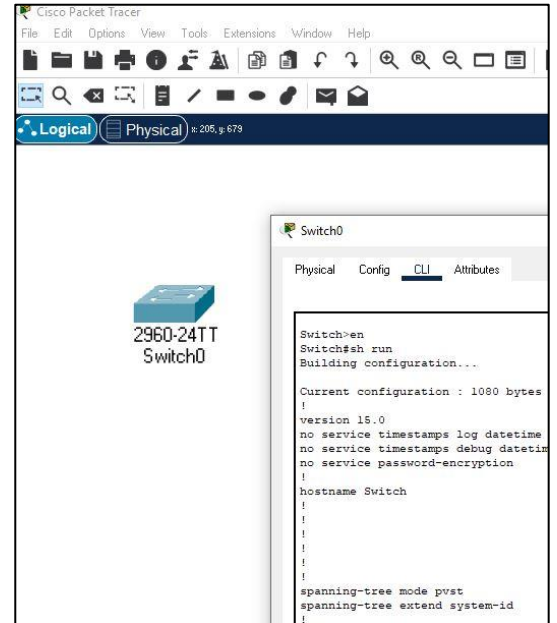 Cisco Packet Tracer
File Edit Options View Tools Extensions Window Help
Logical Physical x: 205, y: 679
Switch0
Physical Config CLI Attributes
2960-24TT
Switch0
Switch>en
Switch#sh run
Building configuration...
Current configuration : 1080 bytes
!
version 15.0
no service timestamps log datetime
no service timestamps debug datetim
no service password-encryption
!
hostname Switch
!
!
!
!
!
!
spanning-tree mode pvst
spanning-tree extend system-id
!